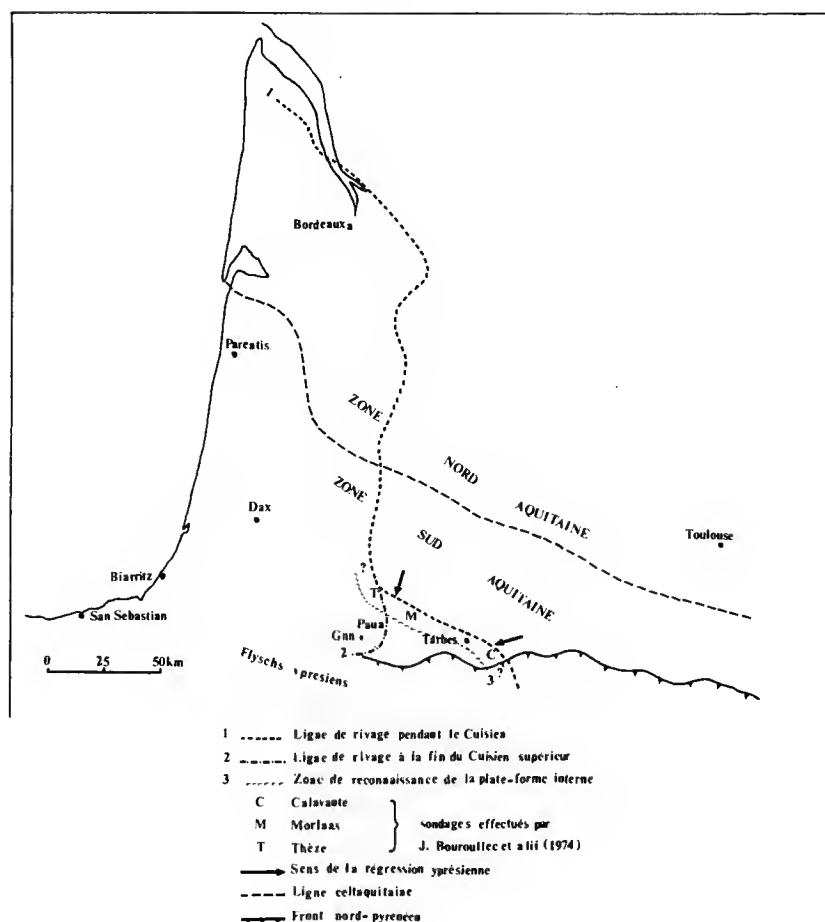 1
Bordeaux
Parentis
ZONE
NORD
AQUITAINE
ZONE
SUD
AQUITAINE
Toulouse
Dax
Biarritz
San Sebastian
?
T
M
Pau
Gan
Tarbes
C
2
3 ?
0 25 50km
Flyschs yprésiens
1 Ligne de rivage pendant le Cuisien
2 Ligne de rivage à la fin du Cuisien supérieur
3 Zone de reconnaissance de la plate-forme interne
C Calavante
M Morlaas
T Thèze
sondages effectués par
J. Bouroullec et alii (1974)
Sens de la régression yprésienne
Ligne celtaquitaine
Front nord-pyrénéen